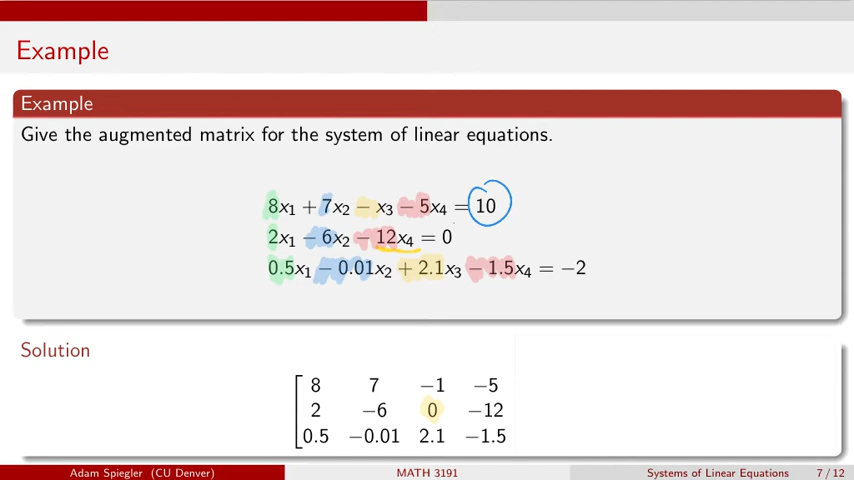 Example
Example
Give the augmented matrix for the system of linear equations.
8x₁ + 7x₂ − x₃ − 5x₄ = 10
2x₁ − 6x₂ − 12x₄ = 0
0.5x₁ − 0.01x₂ + 2.1x₃ − 1.5x₄ = −2
Solution
8 7 −1 −5
2 −6 0 −12
0.5 −0.01 2.1 −1.5
Adam Spiegler (CU Denver) MATH 3191 Systems of Linear Equations 7 / 12